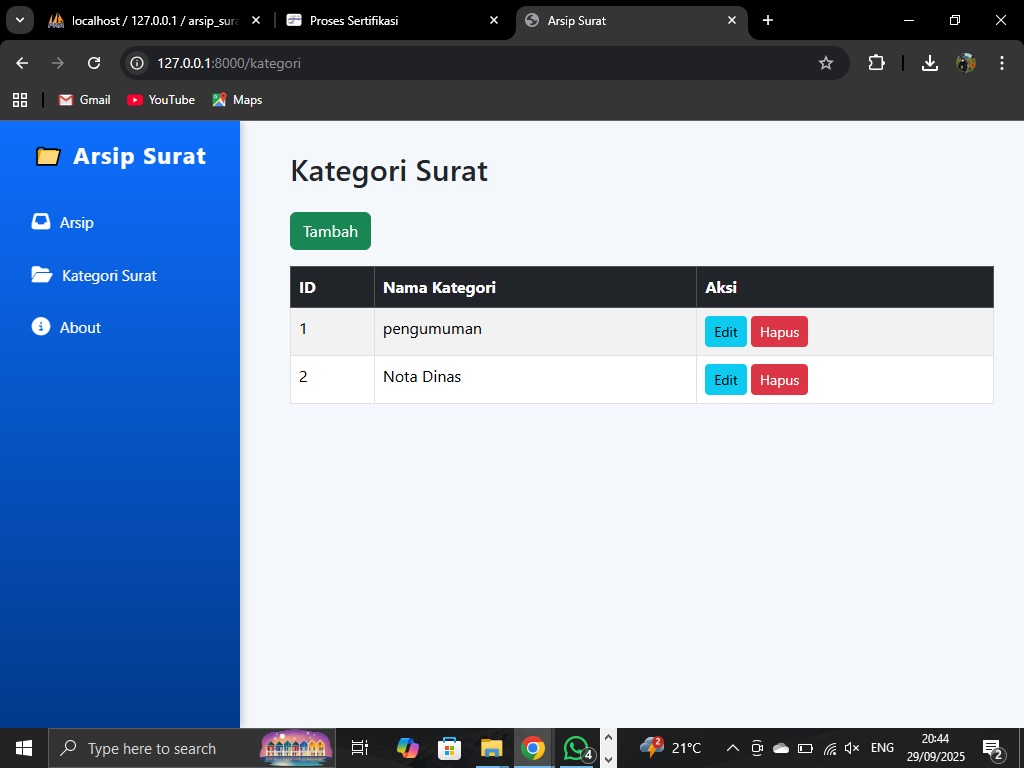 localhost / 127.0.0.1 / arsip_sura
Proses Sertifikasi
Arsip Surat
127.0.0.1:8000/kategori
Gmail
YouTube
Maps
Arsip Surat
Arsip
Kategori Surat
About
Kategori Surat
Tambah
ID Nama Kategori Aksi
1 pengumuman Edit Hapus
2 Nota Dinas Edit Hapus
Type here to search
4
2
21°C
ENG
20:44
29/09/2025
2